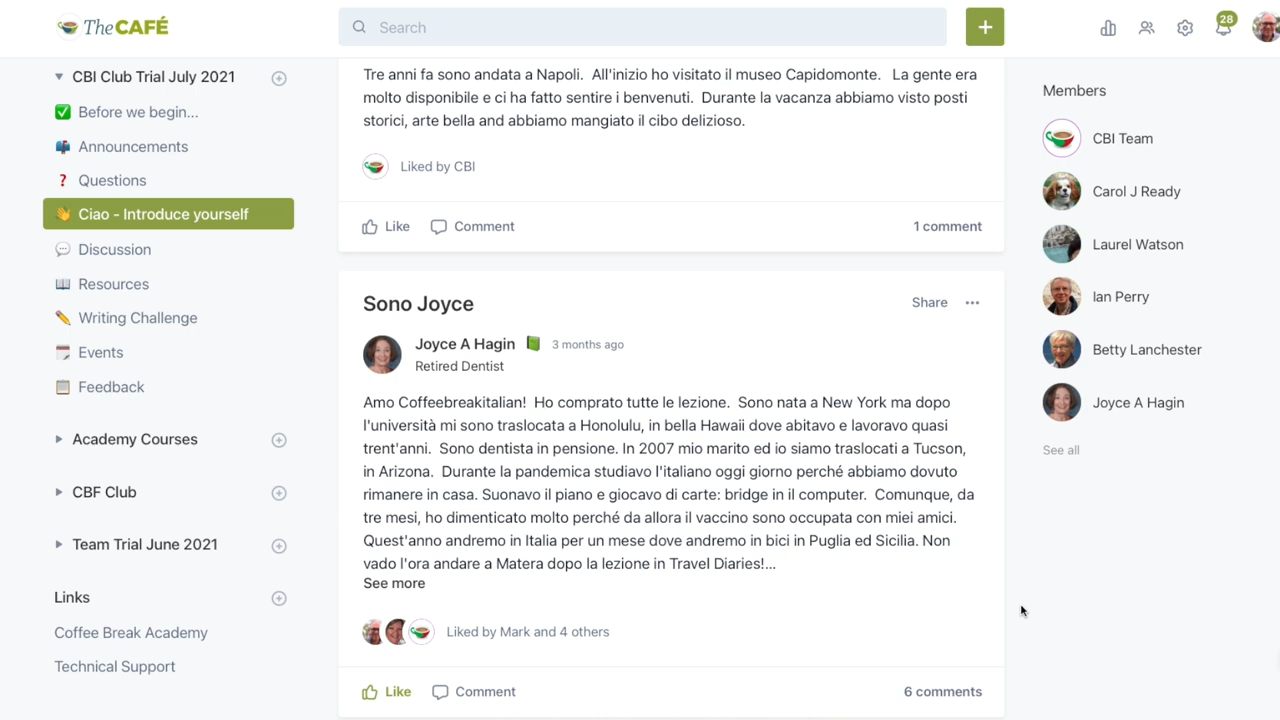 The CAFÉ
Search
+
28
CBI Club Trial July 2021
Before we begin...
Announcements
Questions
Ciao - Introduce yourself
Discussion
Resources
Writing Challenge
Events
Feedback
Academy Courses
CBF Club
Team Trial June 2021
Links
Coffee Break Academy
Technical Support
Tre anni fa sono andata a Napoli. All'inizio ho visitato il museo Capidomonte. La gente era
molto disponibile e ci ha fatto sentire i benvenuti. Durante la vacanza abbiamo visto posti
storici, arte bella and abbiamo mangiato il cibo delizioso.
Liked by CBI
Like Comment 1 comment
Sono Joyce Share ...
Joyce A Hagin 3 months ago
Retired Dentist
Amo Coffeebreakitalian! Ho comprato tutte le lezione. Sono nata a New York ma dopo
l'università mi sono traslocata a Honolulu, in bella Hawaii dove abitavo e lavoravo quasi
trent'anni. Sono dentista in pensione. In 2007 mio marito ed io siamo traslocati a Tucson,
in Arizona. Durante la pandemica studiavo l'italiano oggi giorno perché abbiamo dovuto
rimanere in casa. Suonavo il piano e giocavo di carte: bridge in il computer. Comunque, da
tre mesi, ho dimenticato molto perché da allora il vaccino sono occupata con miei amici.
Quest'anno andremo in Italia per un mese dove andremo in bici in Puglia ed Sicilia. Non
vado l'ora andare a Matera dopo la lezione in Travel Diaries!...
See more
Liked by Mark and 4 others
Like Comment 6 comments
Members
CBI Team
Carol J Ready
Laurel Watson
Ian Perry
Betty Lanchester
Joyce A Hagin
See all